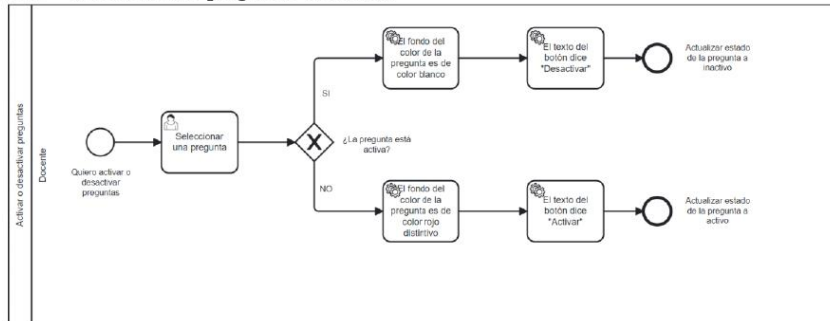 Activar o desactivar preguntas
Docente
Quiero activar o
desactivar
preguntas
Seleccionar
una pregunta
¿La pregunta está
activa?
SI
El fondo del
color de la
pregunta es de
color blanco
El texto del
botón dice
"Desactivar"
Actualizar estado
de la pregunta a
inactivo
NO
El fondo del
color de la
pregunta es de
color rojo
distintivo
El texto del
botón dice
"Activar"
Actualizar estado
de la pregunta a
activo